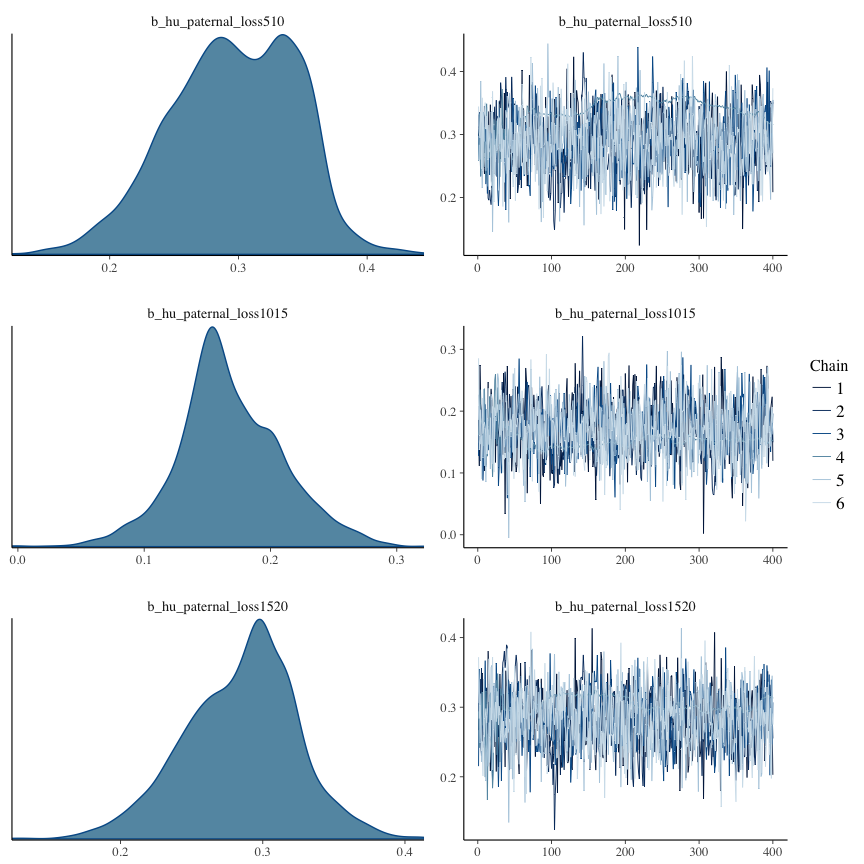 b_hu_paternal_loss510
b_hu_paternal_loss510
0.4
0.3
0.2
0.2 0.3 0.4
0 100 200 300 400
b_hu_paternal_loss1015
b_hu_paternal_loss1015
0.3
0.2
0.1
0.0
0.0 0.1 0.2 0.3
0 100 200 300 400
Chain
1
2
3
4
5
6
b_hu_paternal_loss1520
b_hu_paternal_loss1520
0.4
0.3
0.2
0.2 0.3 0.4
0 100 200 300 400